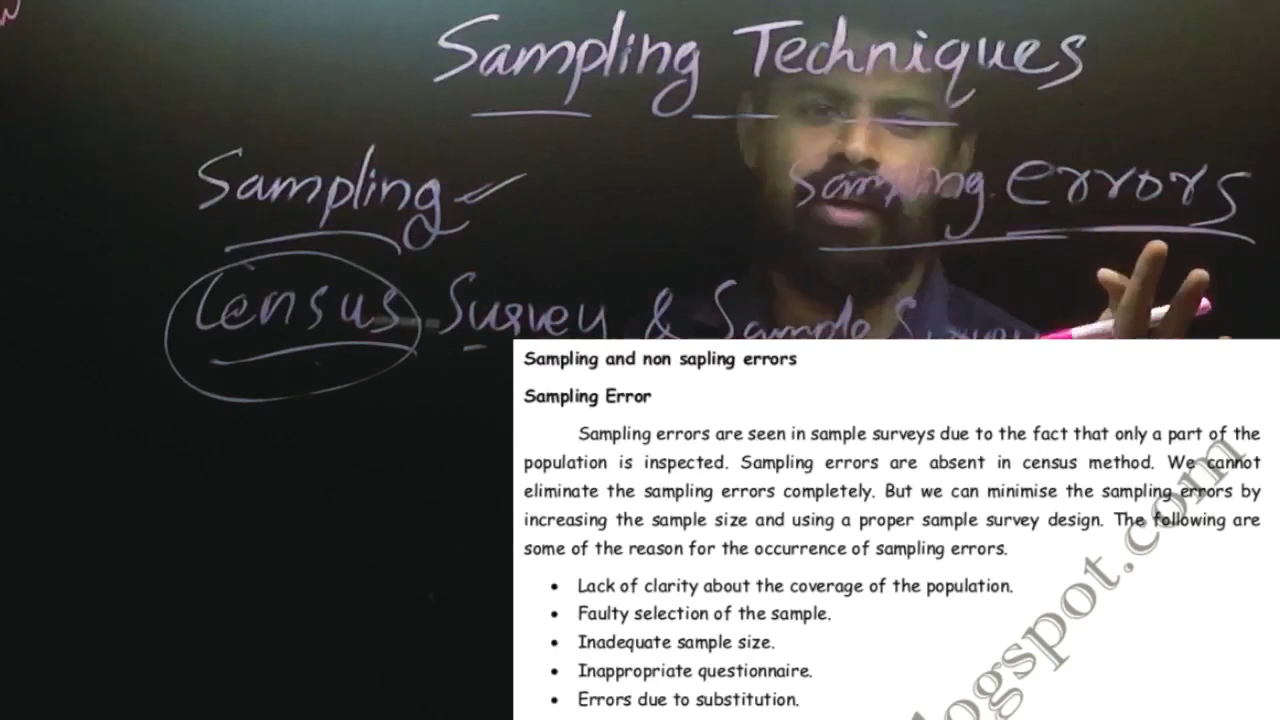 Sampling Techniques
Sampling
Sampling errors
Census Survey & Sample Survey
Sampling and non sapling errors
Sampling Error
Sampling errors are seen in sample surveys due to the fact that only a part of the
population is inspected. Sampling errors are absent in census method. We cannot
eliminate the sampling errors completely. But we can minimise the sampling errors by
increasing the sample size and using a proper sample survey design. The following are
some of the reason for the occurrence of sampling errors.
• Lack of clarity about the coverage of the population.
• Faulty selection of the sample.
• Inadequate sample size.
• Inappropriate questionnaire.
• Errors due to substitution.
logspot.com